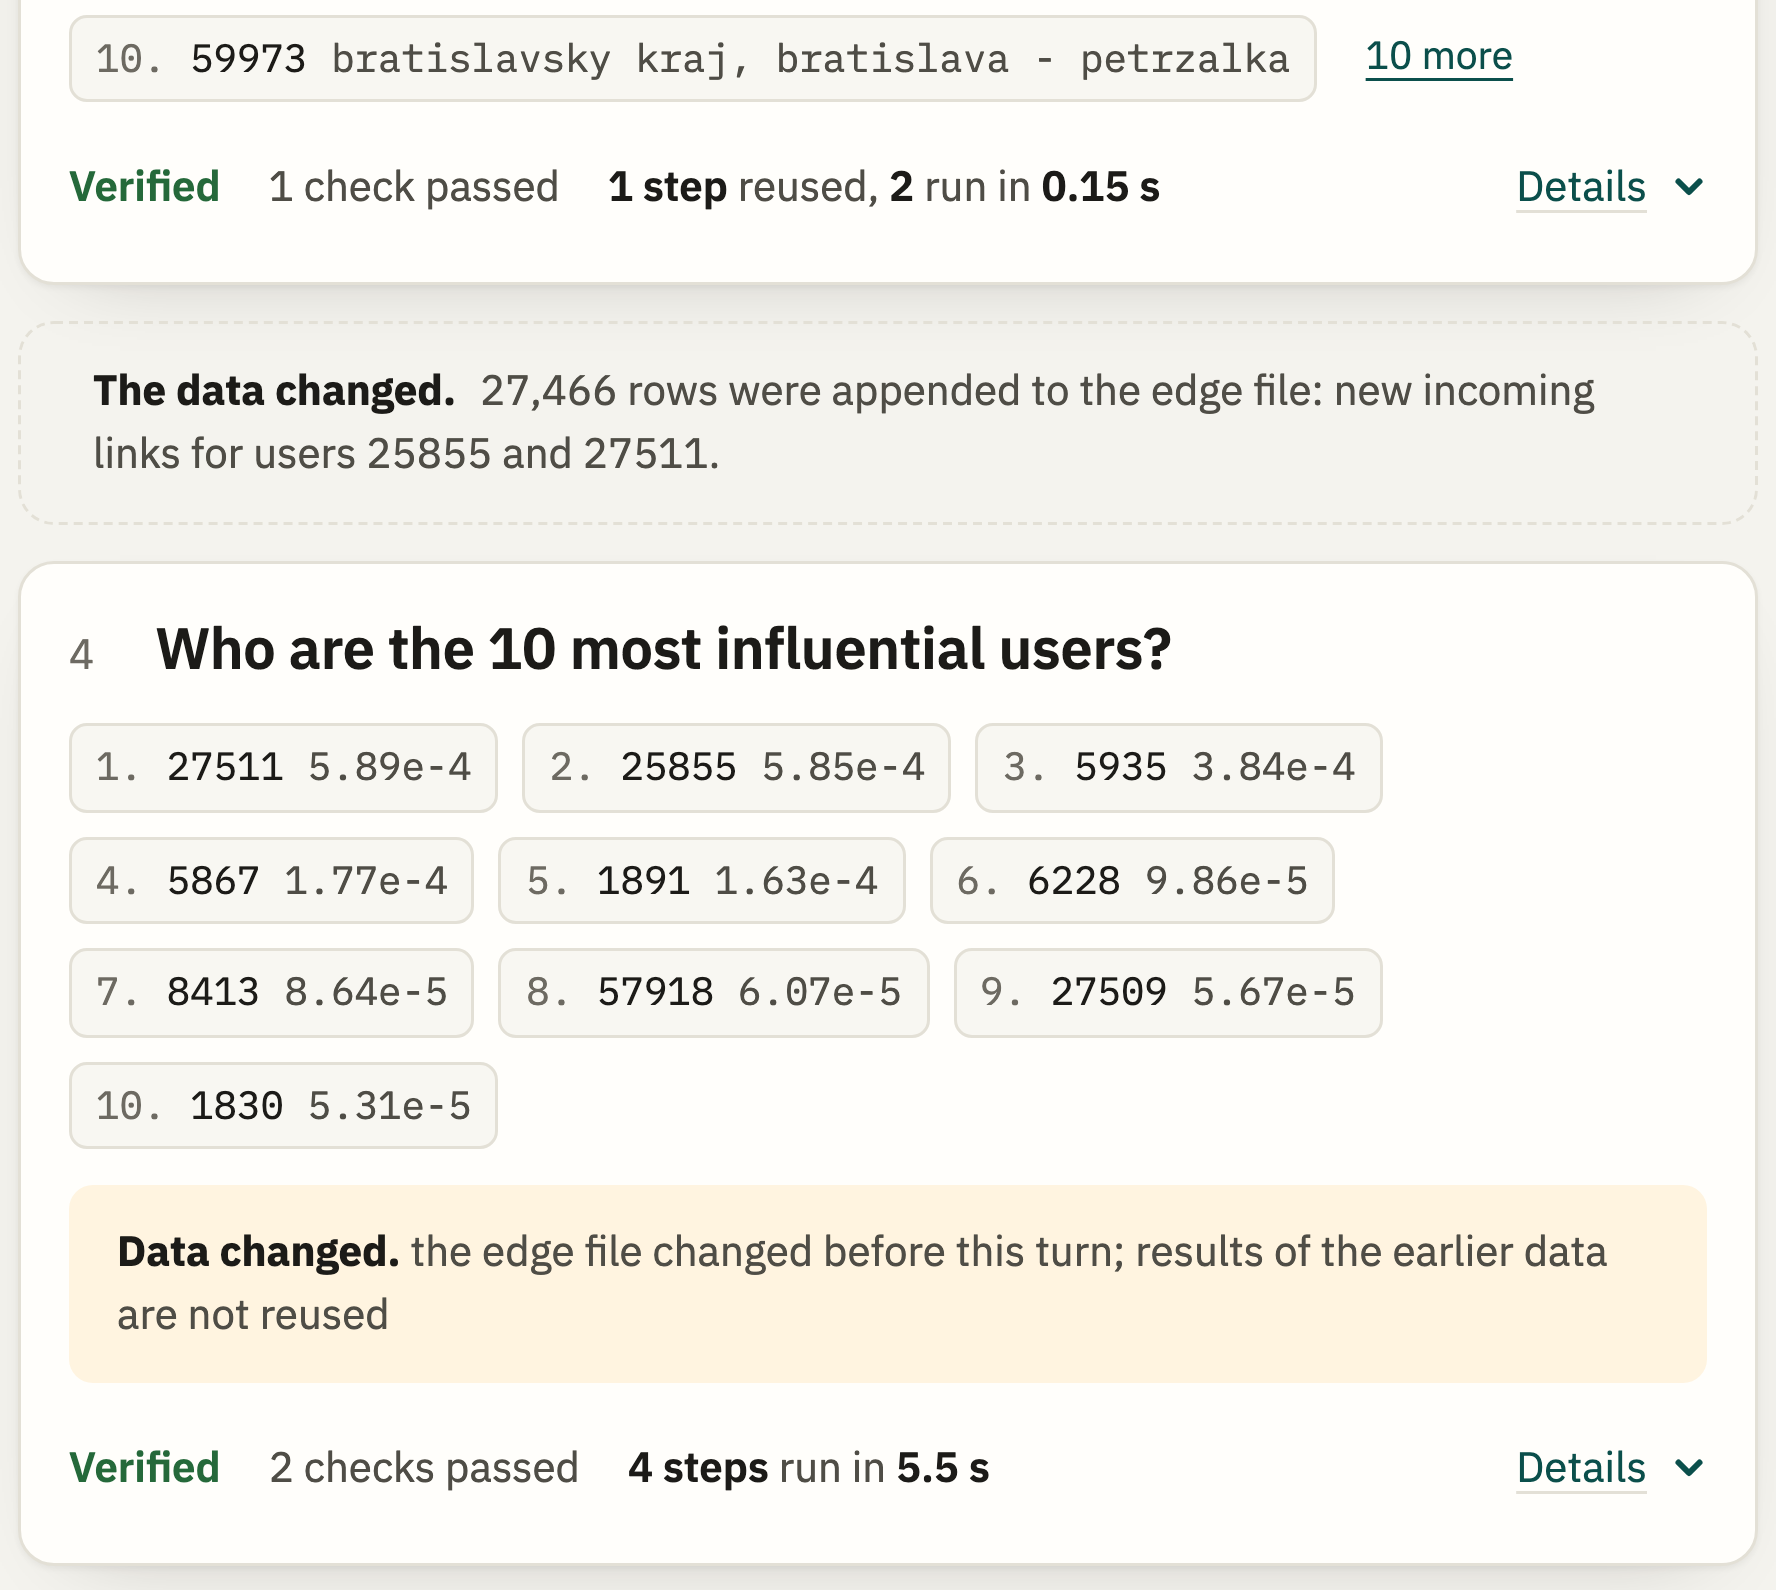 10. 59973 bratislavsky kraj, bratislava - petrzalka 10 more
Verified 1 check passed 1 step reused, 2 run in 0.15 s Details
The data changed. 27,466 rows were appended to the edge file: new incoming
links for users 25855 and 27511.
4 Who are the 10 most influential users?
1. 27511 5.89e-4 2. 25855 5.85e-4 3. 5935 3.84e-4
4. 5867 1.77e-4 5. 1891 1.63e-4 6. 6228 9.86e-5
7. 8413 8.64e-5 8. 57918 6.07e-5 9. 27509 5.67e-5
10. 1830 5.31e-5
Data changed. the edge file changed before this turn; results of the earlier data
are not reused
Verified 2 checks passed 4 steps run in 5.5 s Details